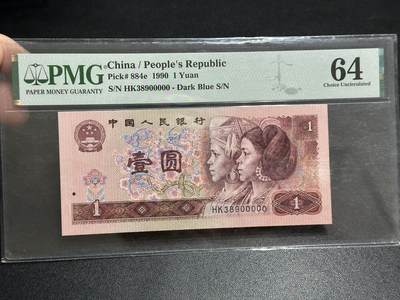 PMG
PAPER MONEY GUARANTY
China / People's Republic
Pick# 884e 1990 1 Yuan
S/N HK38900000 - Dark Blue S/N
64
Choice Uncirculated
中国人民银行
壹圆
1
1
HK38900000
1